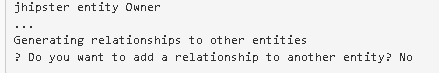 jhipster entity Owner
...
Generating relationships to other entities
? Do you want to add a relationship to another entity? No